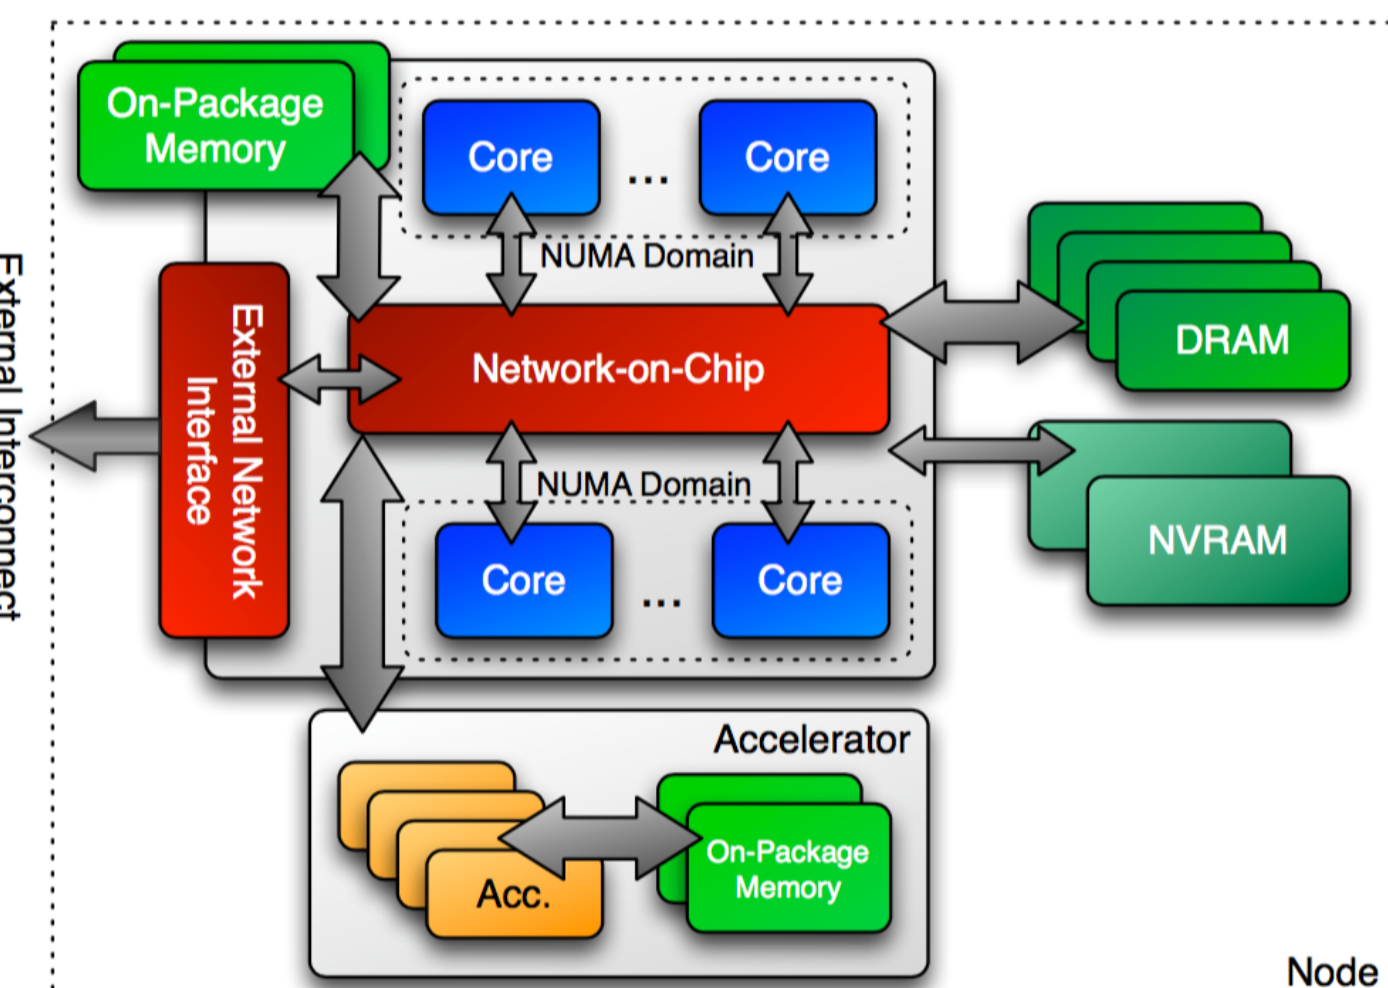 On-Package
Memory
Core
...
Core
NUMA Domain
External Interconnect
External Network
Interface
Network-on-Chip
DRAM
NUMA Domain
NVRAM
Core
...
Core
Accelerator
Acc.
On-Package
Memory
Node